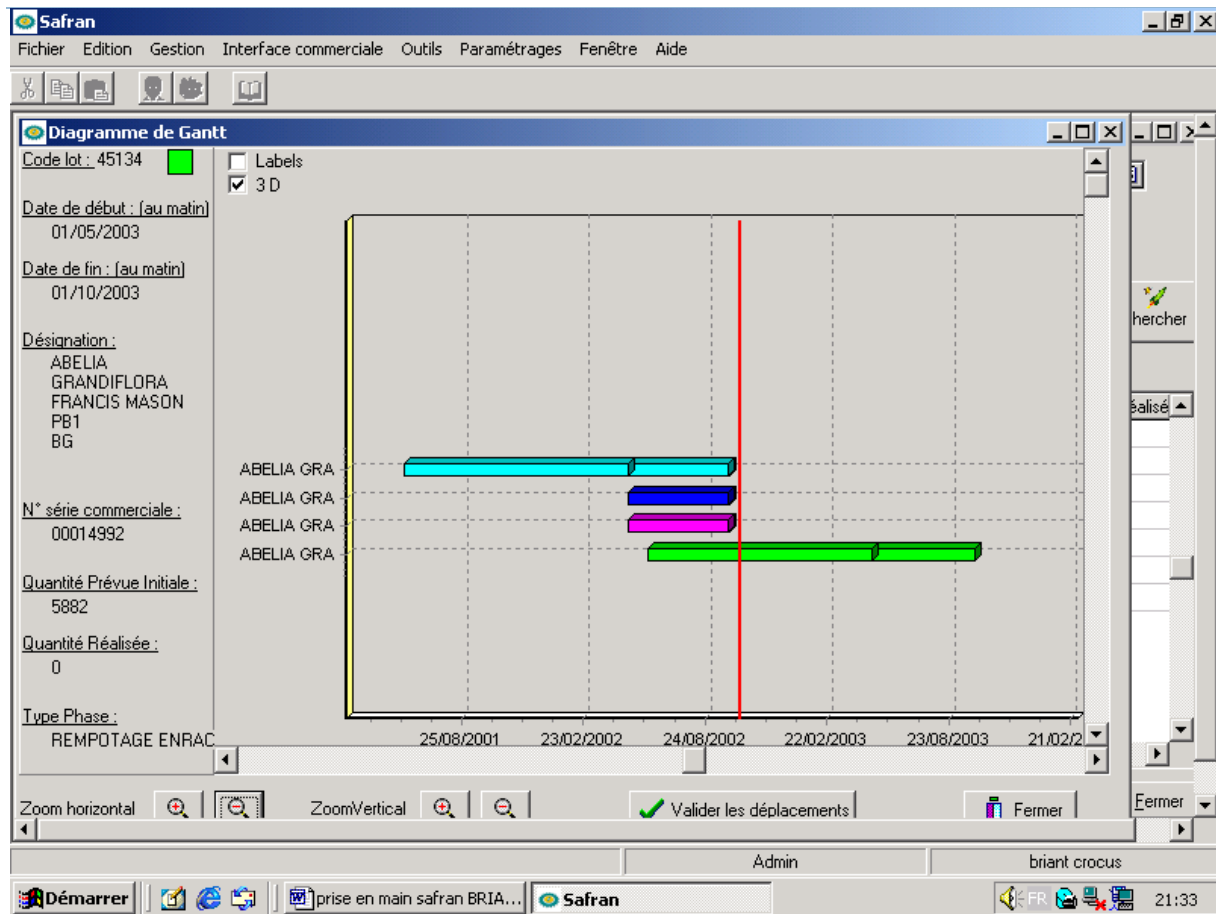 Safran
Fichier Edition Gestion Interface commerciale Outils Paramétrages Fenêtre Aide
Diagramme de Gantt
Code lot : 45134
Labels
3 D
Date de début : (au matin)
01/05/2003
Date de fin : (au matin)
01/10/2003
hercher
Désignation :
ABELIA
GRANDIFLORA
FRANCIS MASON
PB1
BG
éalisé
ABELIA GRA
ABELIA GRA
ABELIA GRA
ABELIA GRA
N° série commerciale :
00014992
Quantité Prévue Initiale :
5882
Quantité Réalisée :
0
Type Phase :
REMPOTAGE ENRAC
25/08/2001 23/02/2002 24/08/2002 22/02/2003 23/08/2003 21/02/2
Zoom horizontal ZoomVertical Valider les déplacements Fermer
Fermer
Admin briant crocus
Démarrer prise en main safran BRIA... Safran FR 21:33